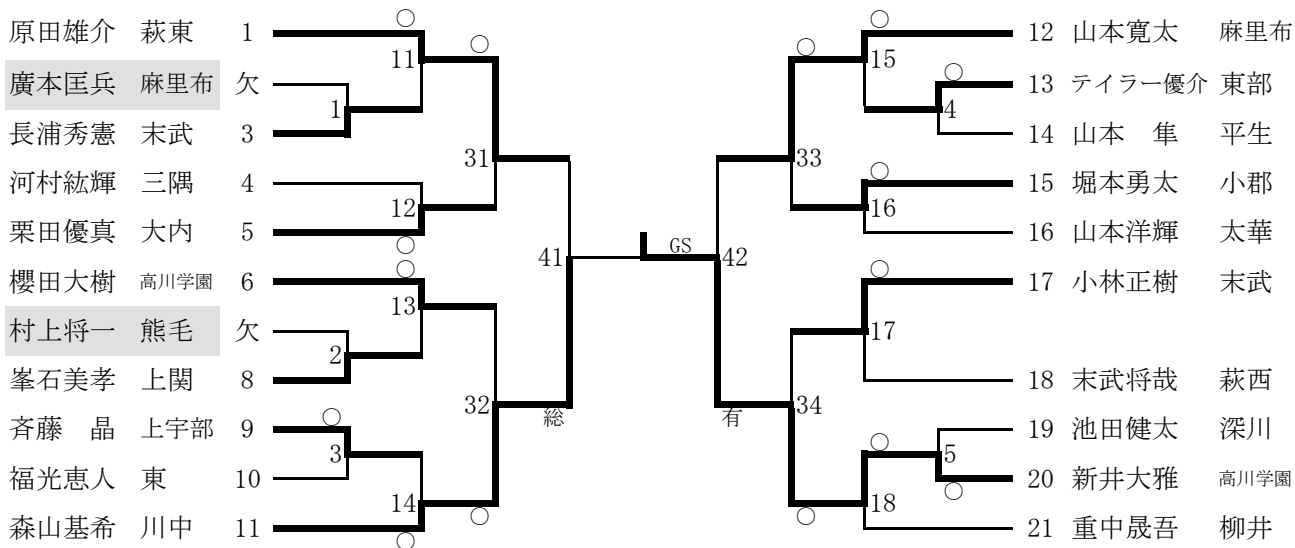 原田雄介 萩東 1
廣本匡兵 麻里布 欠
長浦秀憲 末武 3
河村紘輝 三隅 4
栗田優真 大内 5
櫻田大樹 高川学園 6
村上将一 熊毛 欠
峯石美孝 上関 8
斉藤 晶 上宇部 9
福光恵人 東 10
森山基希 川中 11
○
11
○
1
31
12
○
○
13
2
32
○
3
14
○
○
41
総
GS
42
有
○
33
○
15
○
4
○
16
○
17
34
○
5
○
18
○
12 山本寛太 麻里布
13 テイラー優介 東部
14 山本 隼 平生
15 堀本勇太 小郡
16 山本洋輝 太華
17 小林正樹 末武
18 末武将哉 萩西
19 池田健太 深川
20 新井大雅 高川学園
21 重中晟吾 柳井